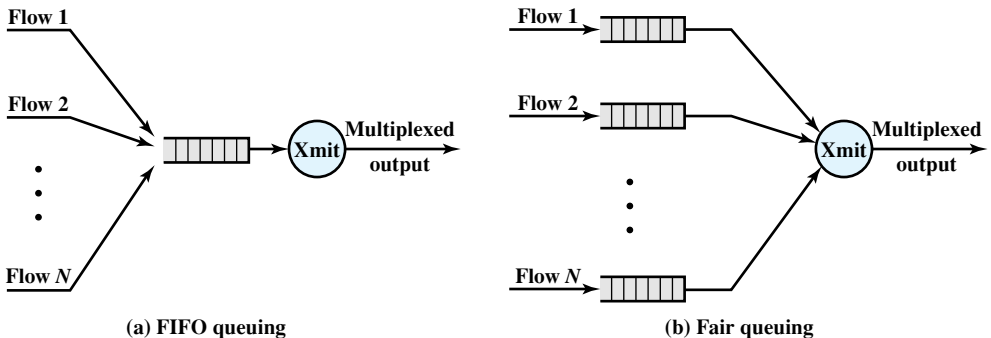 Flow 1
Flow 2
Flow N
Xmit
Multiplexed
output
(a) FIFO queuing
Flow 1
Flow 2
Flow N
Xmit
Multiplexed
output
(b) Fair queuing